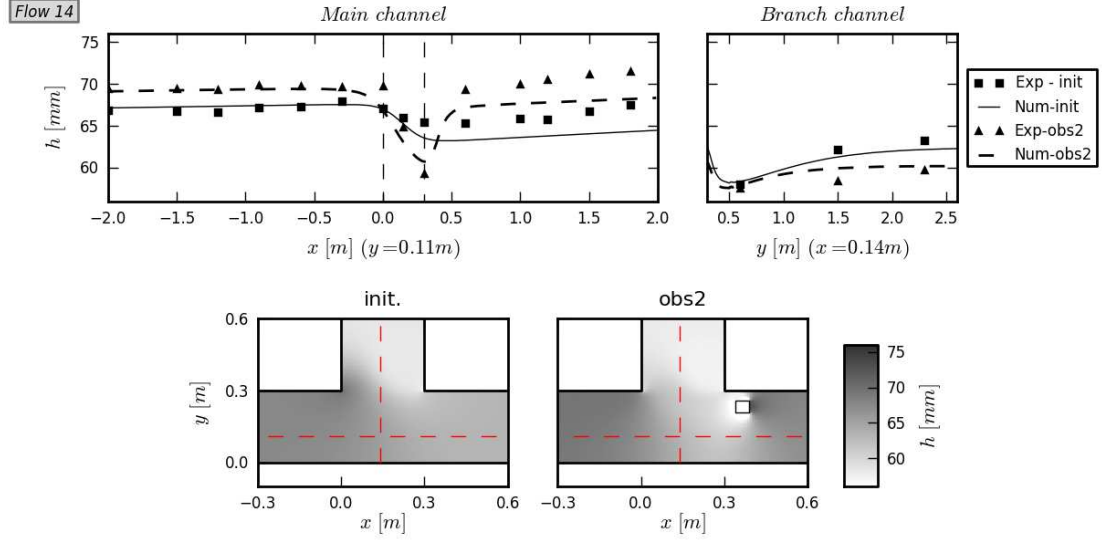 Flow 14
Main channel
Branch channel
75
70
65
60
h [mm]
−2.0 −1.5 −1.0 −0.5 0.0 0.5 1.0 1.5 2.0
x [m] (y=0.11m)
0.5 1.0 1.5 2.0 2.5
y [m] (x=0.14m)
Exp - init
Num-init
Exp-obs2
Num-obs2
init.
obs2
0.6
0.3
0.0
y [m]
−0.3 0.0 0.3 0.6
x [m]
−0.3 0.0 0.3 0.6
x [m]
75
70
65
60
h [mm]